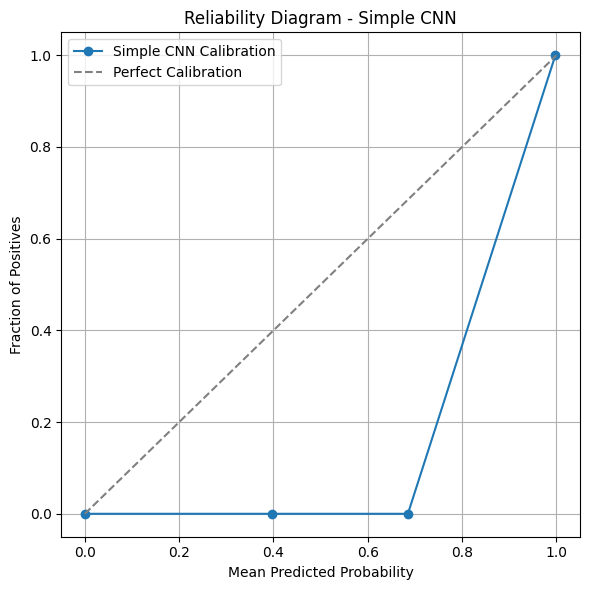 Reliability Diagram - Simple CNN
Simple CNN Calibration
Perfect Calibration
Fraction of Positives
1.0
0.8
0.6
0.4
0.2
0.0
0.0 0.2 0.4 0.6 0.8 1.0
Mean Predicted Probability